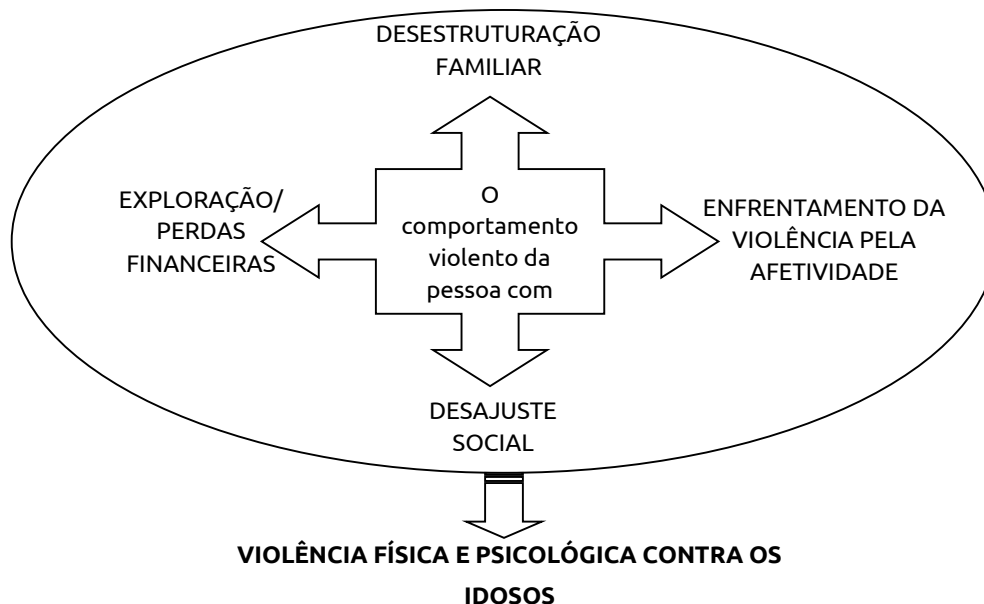 DESESTRUTURAÇÃO
FAMILIAR
EXPLORAÇÃO/
PERDAS
FINANCEIRAS
O
comportamento
violento da
pessoa com
ENFRENTAMENTO DA
VIOLÊNCIA PELA
AFETIVIDADE
DESAJUSTE
SOCIAL
VIOLÊNCIA FÍSICA E PSICOLÓGICA CONTRA OS
IDOSOS